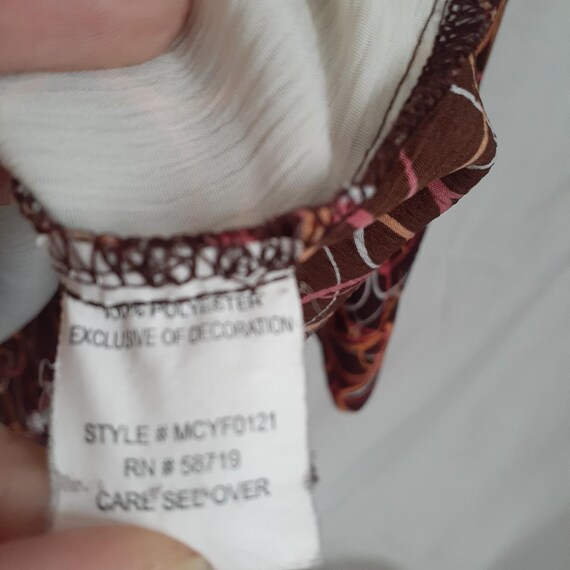 100% POLYESTER
EXCLUSIVE OF DECORATION
STYLE # MCYF0121
RN # 58719
CARE SEE OVER